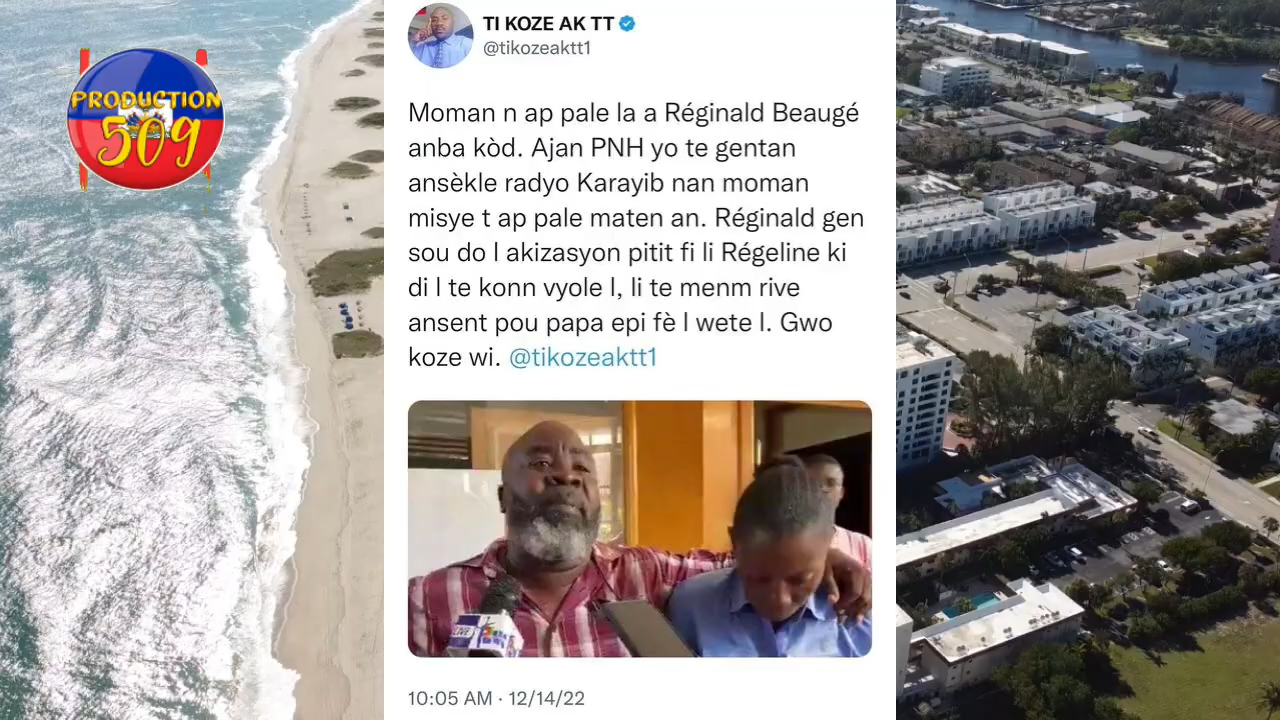 PRODUCTION
509
TI KOZE AK TT
@tikozeaktt1
Moman n ap pale la a Réginald Beaugé
anba kòd. Ajan PNH yo te gentan
ansèkle radyo Karayib nan moman
misye t ap pale maten an. Réginald gen
sou do l akizasyon pitit fi li Régeline ki
di l te konn vyole l, li te menm rive
ansent pou papa epi fè l wete l. Gwo
koze wi. @tikozeaktt1
LIVE
10:05 AM · 12/14/22